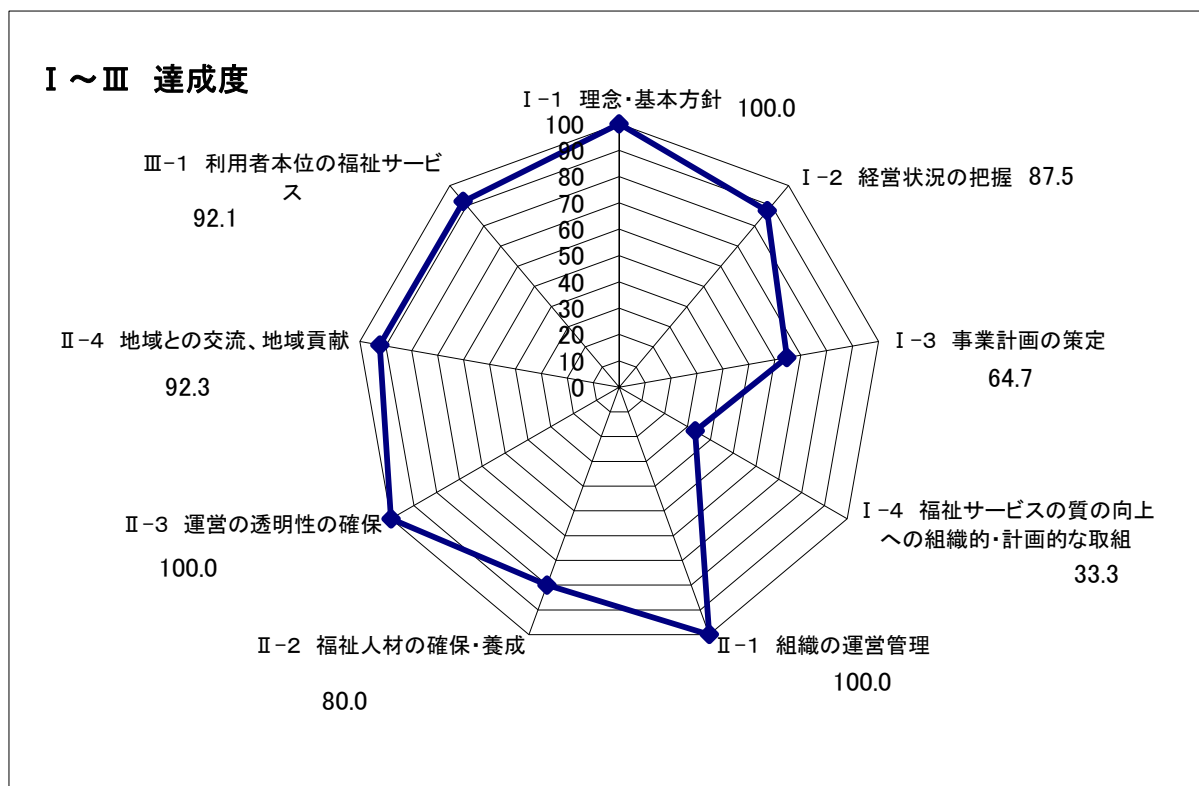 Ⅰ～Ⅲ 達成度
Ⅰ-1 理念・基本方針
100.0
Ⅰ-2 経営状況の把握 87.5
Ⅰ-3 事業計画の策定
64.7
Ⅰ-4 福祉サービスの質の向上
への組織的・計画的な取組
33.3
Ⅱ-1 組織の運営管理
100.0
Ⅱ-2 福祉人材の確保・養成
80.0
Ⅱ-3 運営の透明性の確保
100.0
Ⅱ-4 地域との交流、地域貢献
92.3
Ⅲ-1 利用者本位の福祉サービ
ス
92.1
100
90
80
70
60
50
40
30
20
10
0